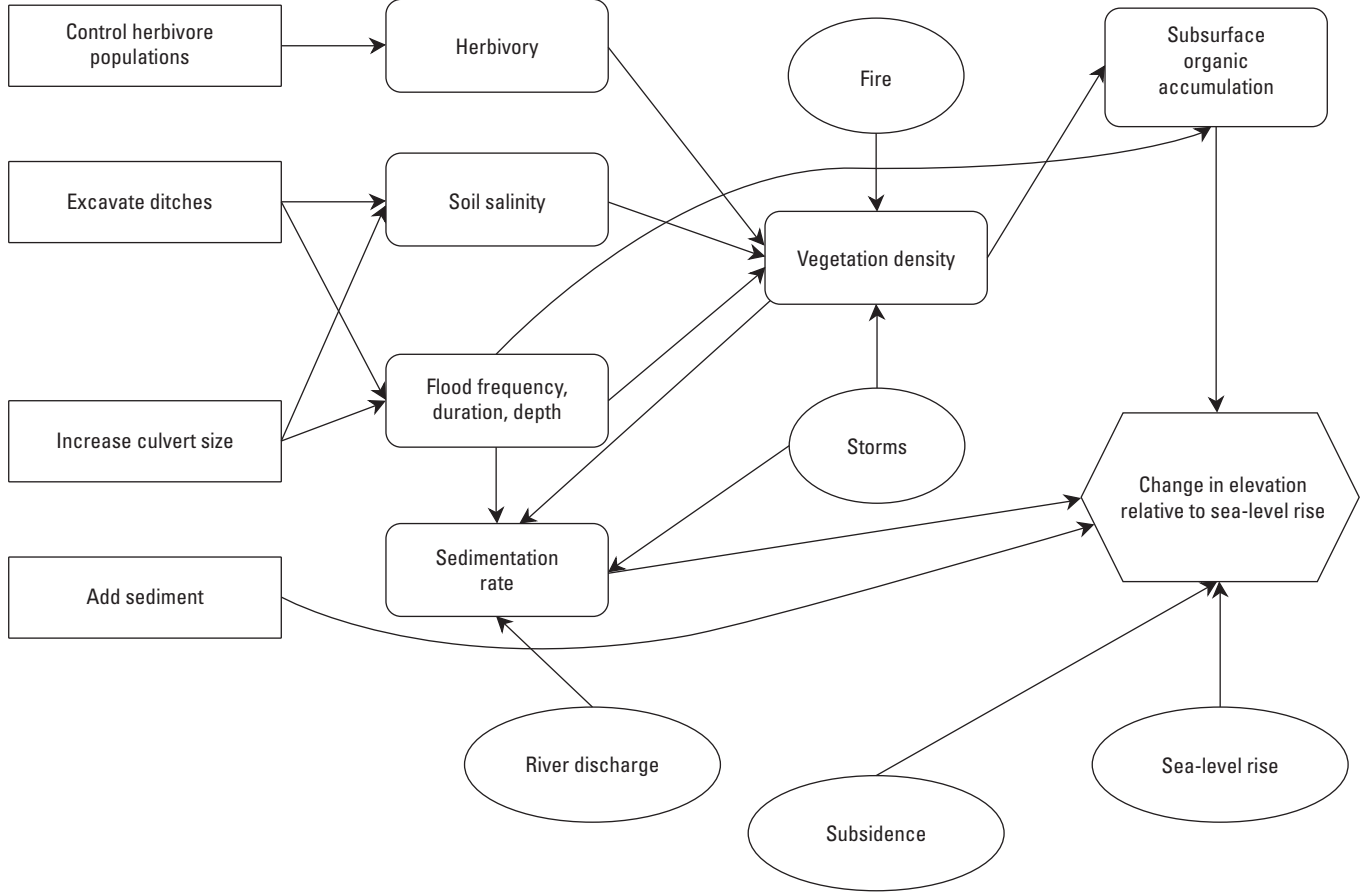 Control herbivore
populations
Herbivory
Fire
Subsurface
organic
accumulation
Excavate ditches
Soil salinity
Vegetation density
Flood frequency,
duration, depth
Increase culvert size
Storms
Change in elevation
relative to sea-level rise
Sedimentation
rate
Add sediment
River discharge
Sea-level rise
Subsidence